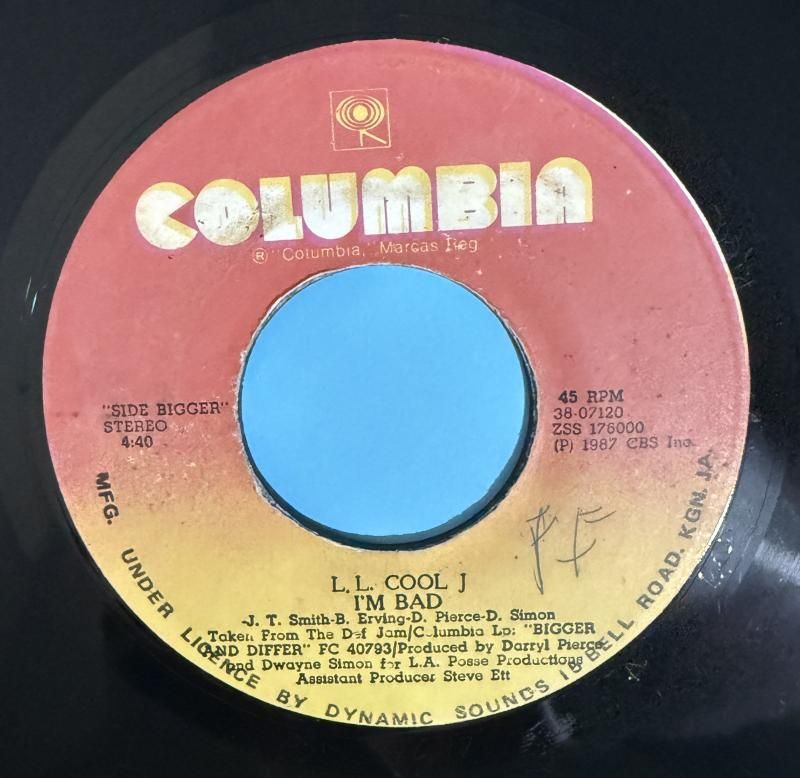 COLUMBIA
® "Columbia," Marcas Reg
"SIDE BIGGER"
STEREO
4:40
45 RPM
38-07120
ZSS 176000
(P) 1987 CBS Inc.
FF
L.L. COOL J
I'M BAD
-J. T. Smith-B. Erving-D. Pierce-D. Simon
Taken From The Def Jam/Columbia Lp: "BIGGER
AND DIFFER" FC 40793/Produced by Darryl Pierce
and Dwayne Simon for L.A. Posse Productions
Assistant Producer Steve Ett
MFG. UNDER LICENCE BY DYNAMIC SOUNDS 15 BELL ROAD. KGN. JA.